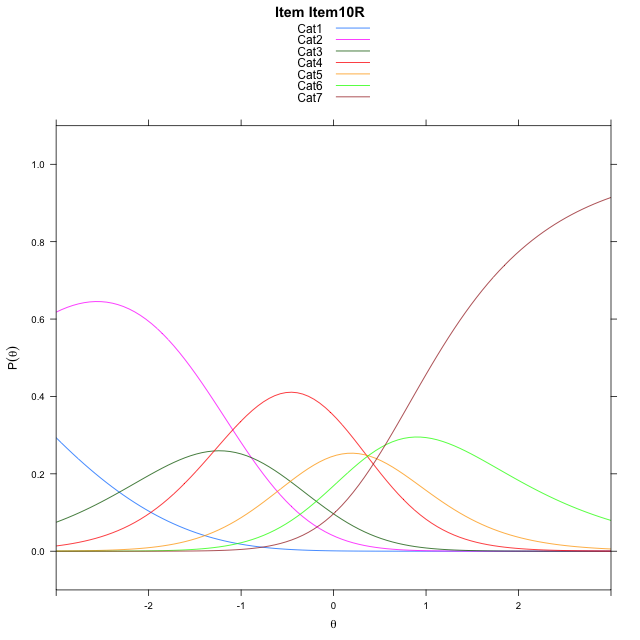 Item Item10R
Cat1
Cat2
Cat3
Cat4
Cat5
Cat6
Cat7
1.0
0.8
0.6
0.4
0.2
0.0
P(θ)
-2 -1 0 1 2
θ